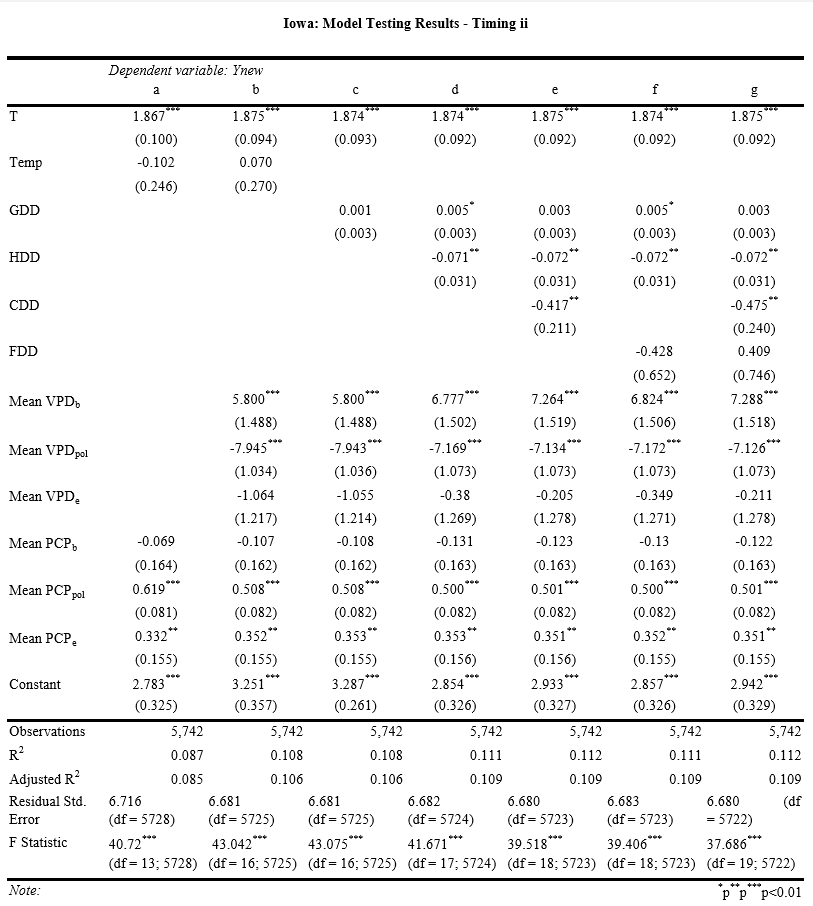 Iowa: Model Testing Results - Timing ii
Dependent variable: Ynew
a b c d e f g
T 1.867*** 1.875*** 1.874*** 1.874*** 1.875*** 1.874*** 1.875***
(0.100) (0.094) (0.093) (0.092) (0.092) (0.092) (0.092)
Temp -0.102 0.070
(0.246) (0.270)
GDD 0.001 0.005* 0.003 0.005* 0.003
(0.003) (0.003) (0.003) (0.003) (0.003)
HDD -0.071** -0.072** -0.072** -0.072**
(0.031) (0.031) (0.031) (0.031)
CDD -0.417** -0.475**
(0.211) (0.240)
FDD -0.428 0.409
(0.652) (0.746)
Mean VPDb 5.800*** 5.800*** 6.777*** 7.264*** 6.824*** 7.288***
(1.488) (1.488) (1.502) (1.519) (1.506) (1.518)
Mean VPDpol -7.945*** -7.943*** -7.169*** -7.134*** -7.172*** -7.126***
(1.034) (1.036) (1.073) (1.073) (1.073) (1.073)
Mean VPDe -1.064 -1.055 -0.38 -0.205 -0.349 -0.211
(1.217) (1.214) (1.269) (1.278) (1.271) (1.278)
Mean PCPb -0.069 -0.107 -0.108 -0.131 -0.123 -0.13 -0.122
(0.164) (0.162) (0.162) (0.163) (0.163) (0.163) (0.163)
Mean PCPpol 0.619*** 0.508*** 0.508*** 0.500*** 0.501*** 0.500*** 0.501***
(0.081) (0.082) (0.082) (0.082) (0.082) (0.082) (0.082)
Mean PCPe 0.332** 0.352** 0.353** 0.353** 0.351** 0.352** 0.351**
(0.155) (0.155) (0.155) (0.156) (0.156) (0.155) (0.155)
Constant 2.783*** 3.251*** 3.287*** 2.854*** 2.933*** 2.857*** 2.942***
(0.325) (0.357) (0.261) (0.326) (0.327) (0.326) (0.329)
Observations 5,742 5,742 5,742 5,742 5,742 5,742 5,742
R2 0.087 0.108 0.108 0.111 0.112 0.111 0.112
Adjusted R2 0.085 0.106 0.106 0.109 0.109 0.109 0.109
Residual Std. 6.716 6.681 6.681 6.682 6.680 6.683 6.680 (df
Error (df = 5728) (df = 5725) (df = 5725) (df = 5724) (df = 5723) (df = 5723) = 5722)
F Statistic 40.72*** 43.042*** 43.075*** 41.671*** 39.518*** 39.406*** 37.686***
(df = 13; 5728) (df = 16; 5725) (df = 16; 5725) (df = 17; 5724) (df = 18; 5723) (df = 18; 5723) (df = 19; 5722)
Note: *p**p***p<0.01